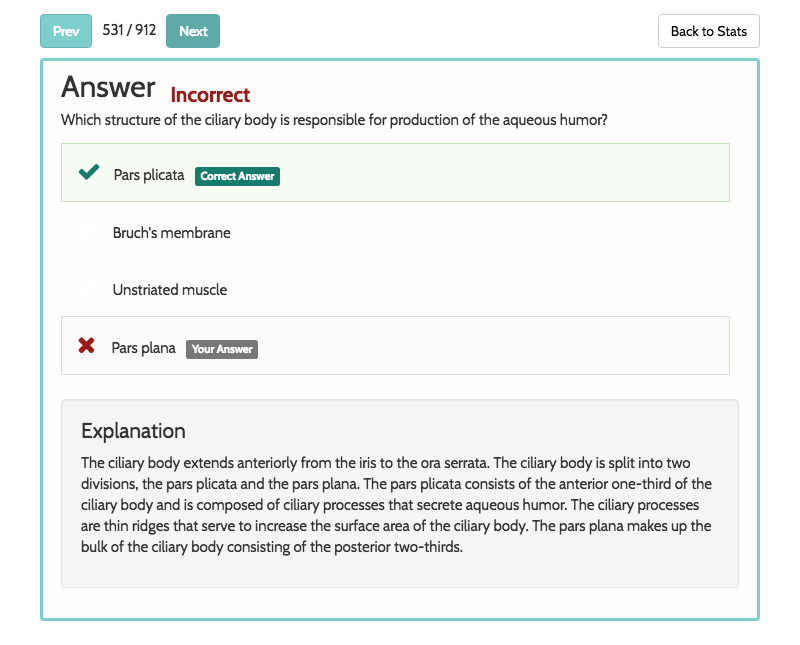 Prev 531 / 912 Next Back to Stats
Answer Incorrect
Which structure of the ciliary body is responsible for production of the aqueous humor?
Pars plicata Correct Answer
Bruch's membrane
Unstriated muscle
Pars plana Your Answer
Explanation
The ciliary body extends anteriorly from the iris to the ora serrata. The ciliary body is split into two
divisions, the pars plicata and the pars plana. The pars plicata consists of the anterior one-third of the
ciliary body and is composed of ciliary processes that secrete aqueous humor. The ciliary processes
are thin ridges that serve to increase the surface area of the ciliary body. The pars plana makes up the
bulk of the ciliary body consisting of the posterior two-thirds.